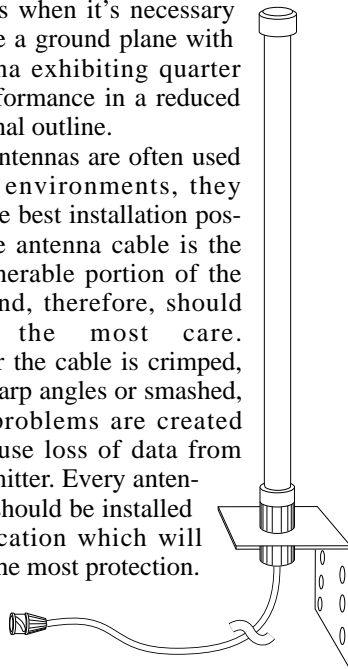 s when it's necessary
e a ground plane with
na exhibiting quarter
formance in a reduced
nal outline.
ntennas are often used
environments, they
e best installation pos-
e antenna cable is the
nerable portion of the
nd, therefore, should
the most care.
r the cable is crimped,
arp angles or smashed,
problems are created
use loss of data from
mitter. Every anten-
should be installed
cation which will
he most protection.